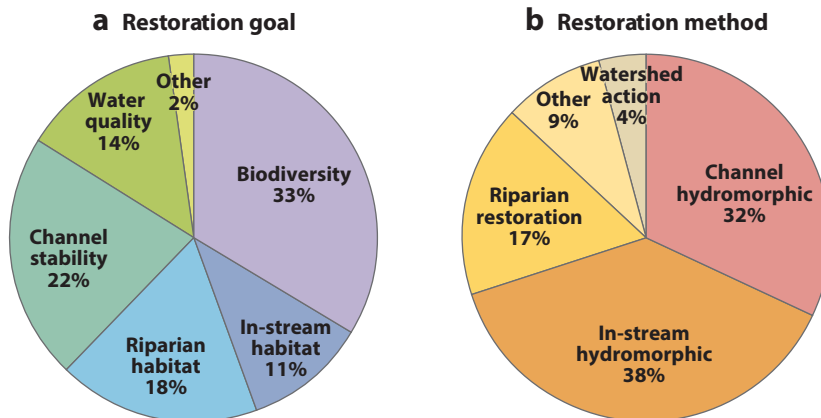 a Restoration goal
Other
2%
Water
quality
14%
Biodiversity
33%
Channel
stability
22%
In-stream
habitat
11%
Riparian
habitat
18%
b Restoration method
Watershed
action
4%
Other
9%
Channel
hydromorphic
32%
Riparian
restoration
17%
In-stream
hydromorphic
38%